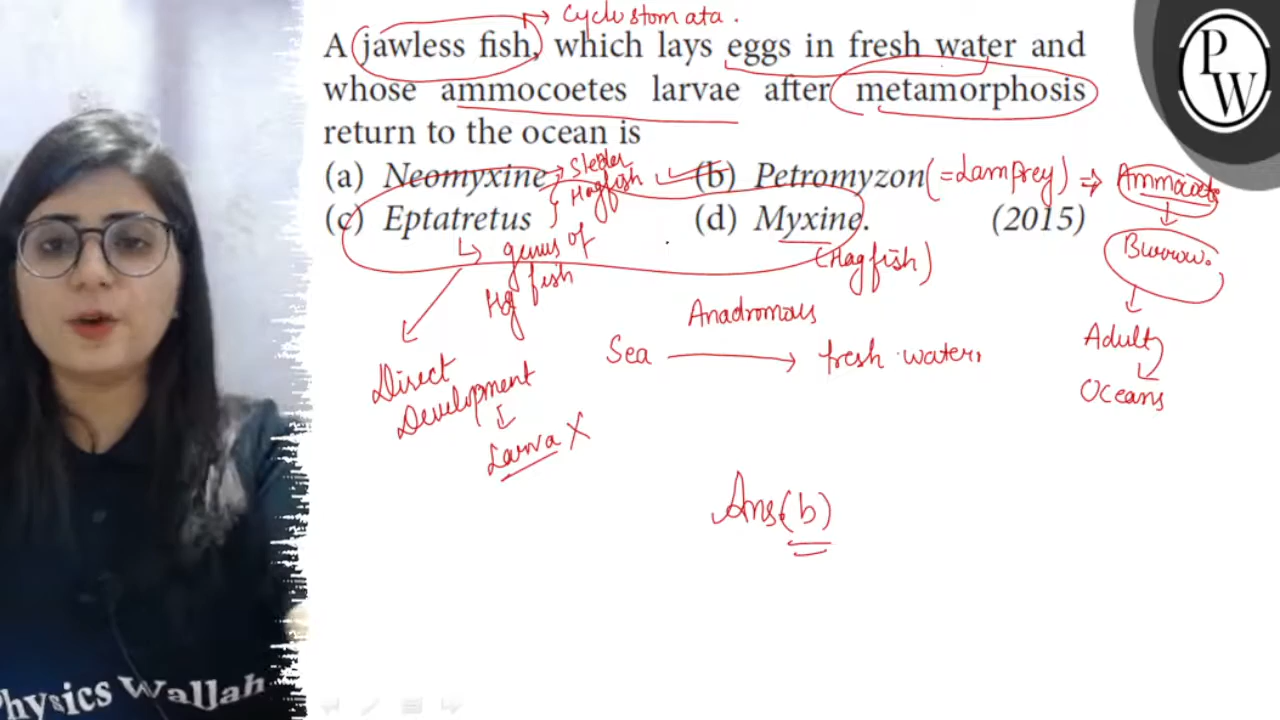 → Cyclostomata.
A jawless fish, which lays eggs in fresh water and
whose ammocoetes larvae after metamorphosis
return to the ocean is
(a) Neomyxine → Slender Hagfish
(b) Petromyzon (=Lamprey) ⇒ Ammocoete
(c) Eptatretus
(d) Myxine. (2015)
genus of
fish
(Hagfish)
Burrow.
Adult
Oceans
Anadromous
Sea → fresh water,
Direct
Development
Larva X
Ans(b)
PW
Physics Wallah